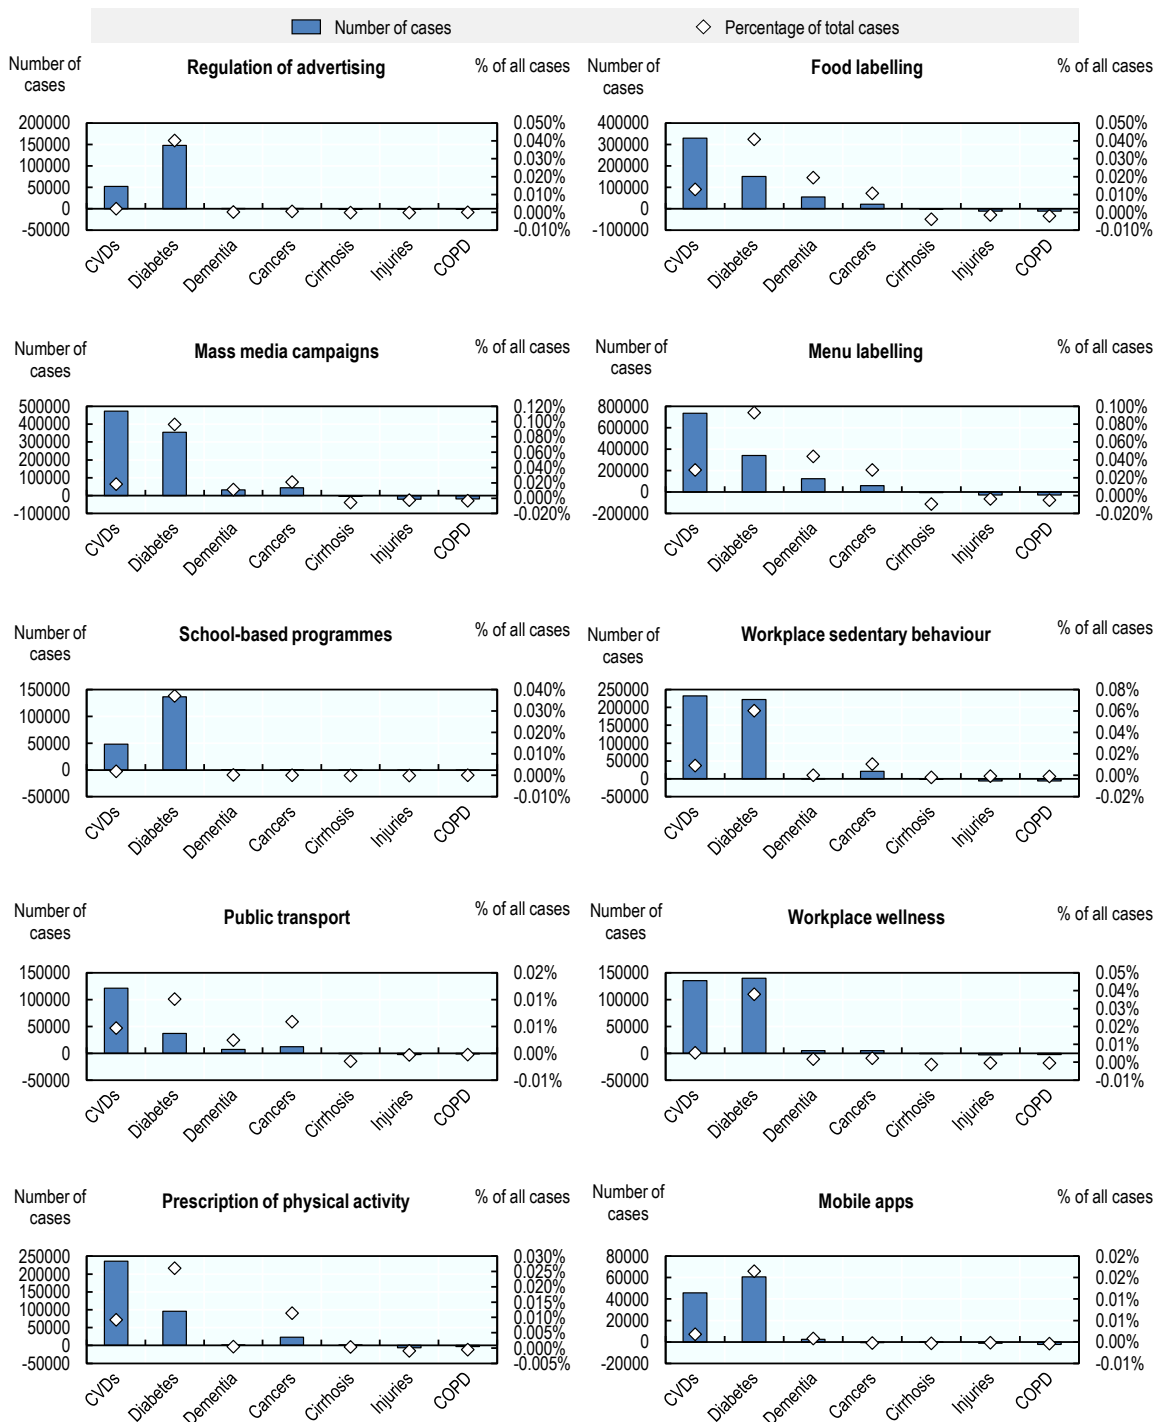 Number of cases
Percentage of total cases
Number of cases
Regulation of advertising
% of all cases
200000
150000
100000
50000
0
-50000
0.050%
0.040%
0.030%
0.020%
0.010%
0.000%
-0.010%
CVDs
Diabetes
Dementia
Cancers
Cirrhosis
Injuries
COPD
Number of cases
Food labelling
% of all cases
400000
300000
200000
100000
0
-100000
0.050%
0.040%
0.030%
0.020%
0.010%
0.000%
-0.010%
CVDs
Diabetes
Dementia
Cancers
Cirrhosis
Injuries
COPD
Number of cases
Mass media campaigns
% of all cases
500000
400000
300000
200000
100000
0
-100000
0.120%
0.100%
0.080%
0.060%
0.040%
0.020%
0.000%
-0.020%
CVDs
Diabetes
Dementia
Cancers
Cirrhosis
Injuries
COPD
Number of cases
Menu labelling
% of all cases
800000
600000
400000
200000
0
-200000
0.100%
0.080%
0.060%
0.040%
0.020%
0.000%
-0.020%
CVDs
Diabetes
Dementia
Cancers
Cirrhosis
Injuries
COPD
Number of cases
School-based programmes
% of all cases
150000
100000
50000
0
-50000
0.040%
0.030%
0.020%
0.010%
0.000%
-0.010%
CVDs
Diabetes
Dementia
Cancers
Cirrhosis
Injuries
COPD
Number of cases
Workplace sedentary behaviour
% of all cases
250000
200000
150000
100000
50000
0
-50000
0.08%
0.06%
0.04%
0.02%
0.00%
-0.02%
CVDs
Diabetes
Dementia
Cancers
Cirrhosis
Injuries
COPD
Number of cases
Public transport
% of all cases
150000
100000
50000
0
-50000
0.02%
0.01%
0.01%
0.00%
-0.01%
CVDs
Diabetes
Dementia
Cancers
Cirrhosis
Injuries
COPD
Number of cases
Workplace wellness
% of all cases
150000
100000
50000
0
-50000
0.05%
0.04%
0.03%
0.02%
0.01%
0.00%
-0.01%
CVDs
Diabetes
Dementia
Cancers
Cirrhosis
Injuries
COPD
Number of cases
Prescription of physical activity
% of all cases
250000
200000
150000
100000
50000
0
-50000
0.030%
0.025%
0.020%
0.015%
0.010%
0.005%
0.000%
-0.005%
CVDs
Diabetes
Dementia
Cancers
Cirrhosis
Injuries
COPD
Number of cases
Mobile apps
% of all cases
80000
60000
40000
20000
0
-20000
0.02%
0.02%
0.01%
0.01%
0.00%
-0.01%
CVDs
Diabetes
Dementia
Cancers
Cirrhosis
Injuries
COPD